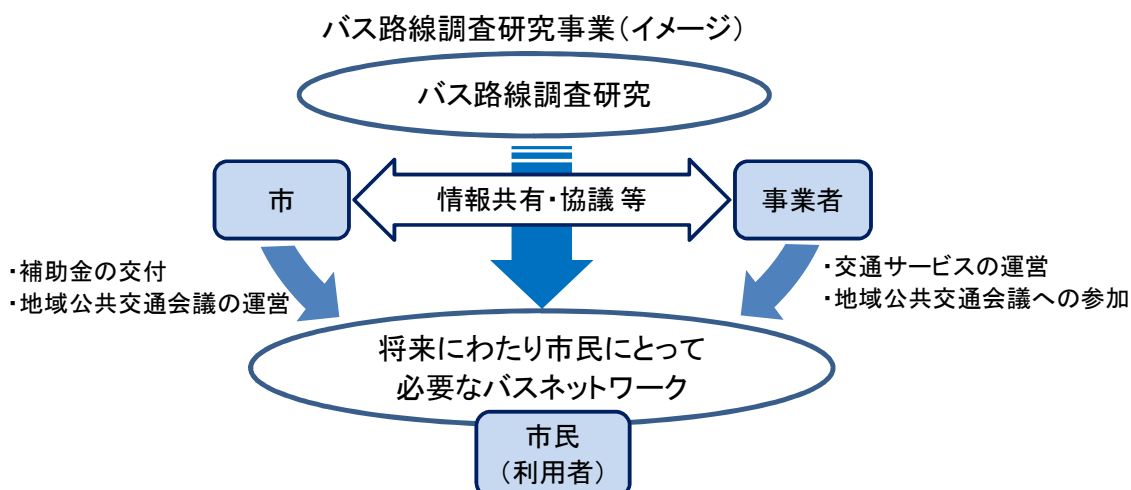 バス路線調査研究事業(イメージ)
バス路線調査研究
市
情報共有・協議 等
事業者
・補助金の交付
・地域公共交通会議の運営
・交通サービスの運営
・地域公共交通会議への参加
将来にわたり市民にとって
必要なバスネットワーク
市民
(利用者)